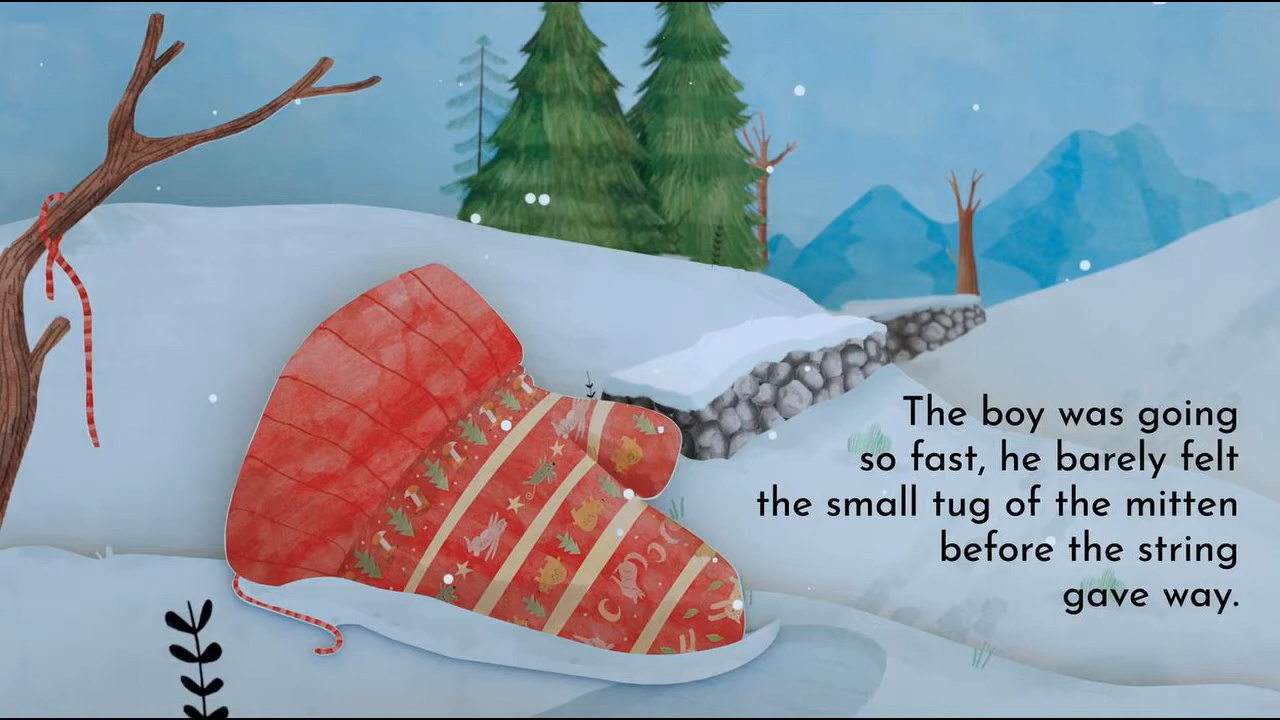 The boy was going
so fast, he barely felt
the small tug of the mitten
before the string
gave way.